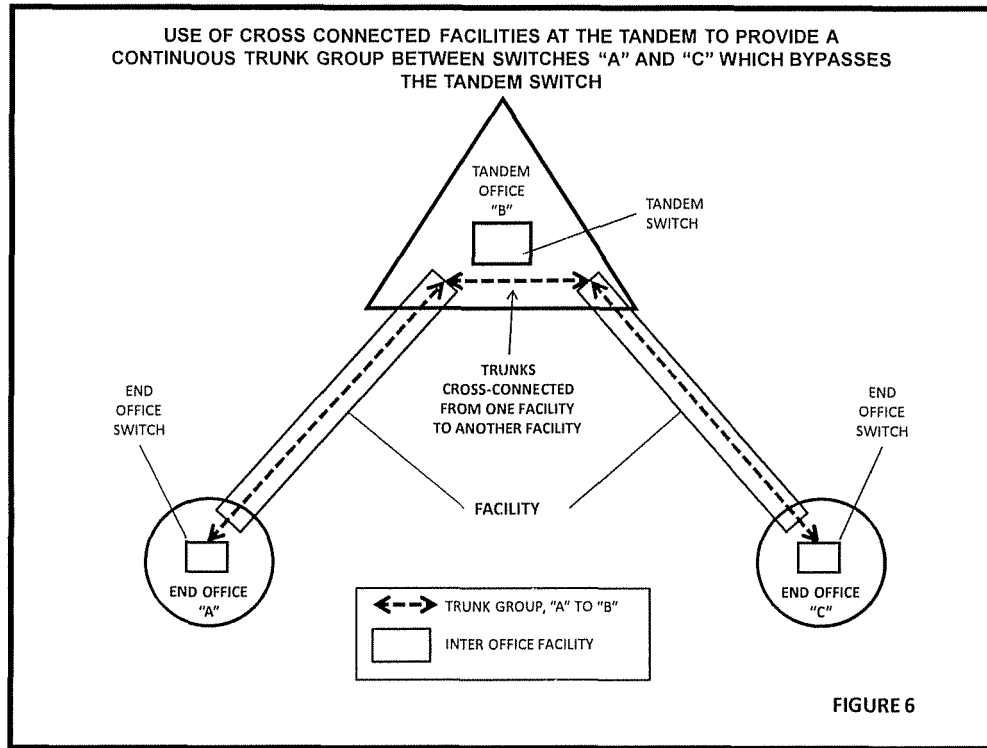 USE OF CROSS CONNECTED FACILITIES AT THE TANDEM TO PROVIDE A
CONTINUOUS TRUNK GROUP BETWEEN SWITCHES “A” AND “C” WHICH BYPASSES
THE TANDEM SWITCH
TANDEM
OFFICE
“B”
TANDEM
SWITCH
TRUNKS
CROSS-CONNECTED
FROM ONE FACILITY
TO ANOTHER FACILITY
END
OFFICE
SWITCH
END
OFFICE
SWITCH
FACILITY
END OFFICE
“A”
END OFFICE
“C”
TRUNK GROUP, “A” TO “B”
INTER OFFICE FACILITY
FIGURE 6